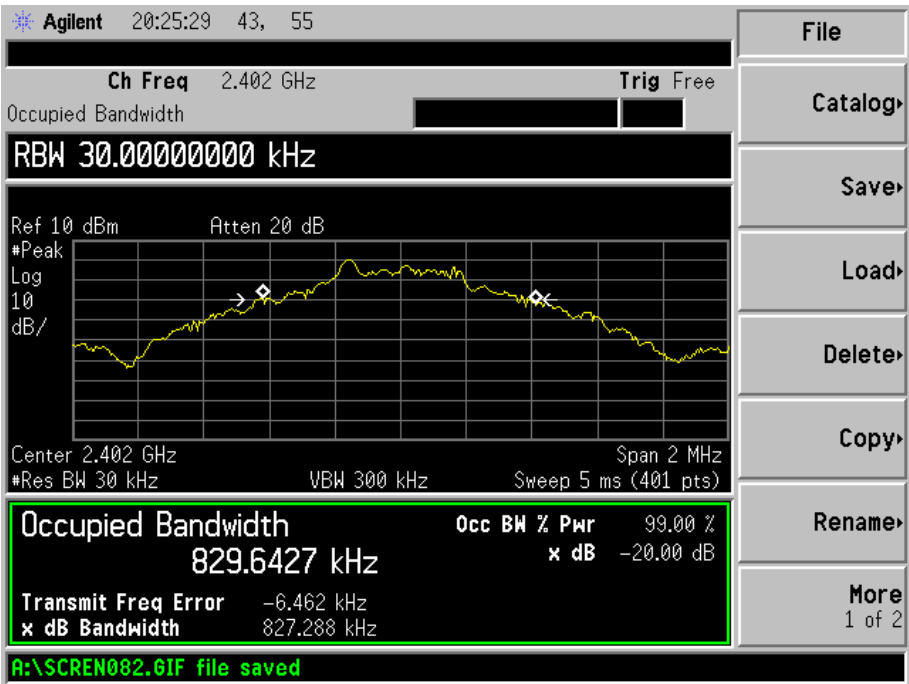 Agilent 20:25:29 43, 55
File
Ch Freq 2.402 GHz Trig Free
Occupied Bandwidth
Catalog
RBW 30.00000000 kHz
Save
Ref 10 dBm Atten 20 dB
#Peak
Log
10
dB/
Load
Delete
Copy
Center 2.402 GHz Span 2 MHz
#Res BW 30 kHz VBW 300 kHz Sweep 5 ms (401 pts)
Occupied Bandwidth
829.6427 kHz
Occ BW % Pwr 99.00 %
x dB -20.00 dB
Rename
Transmit Freq Error -6.462 kHz
x dB Bandwidth 827.288 kHz
More
1 of 2
A:\SCREN082.GIF file saved